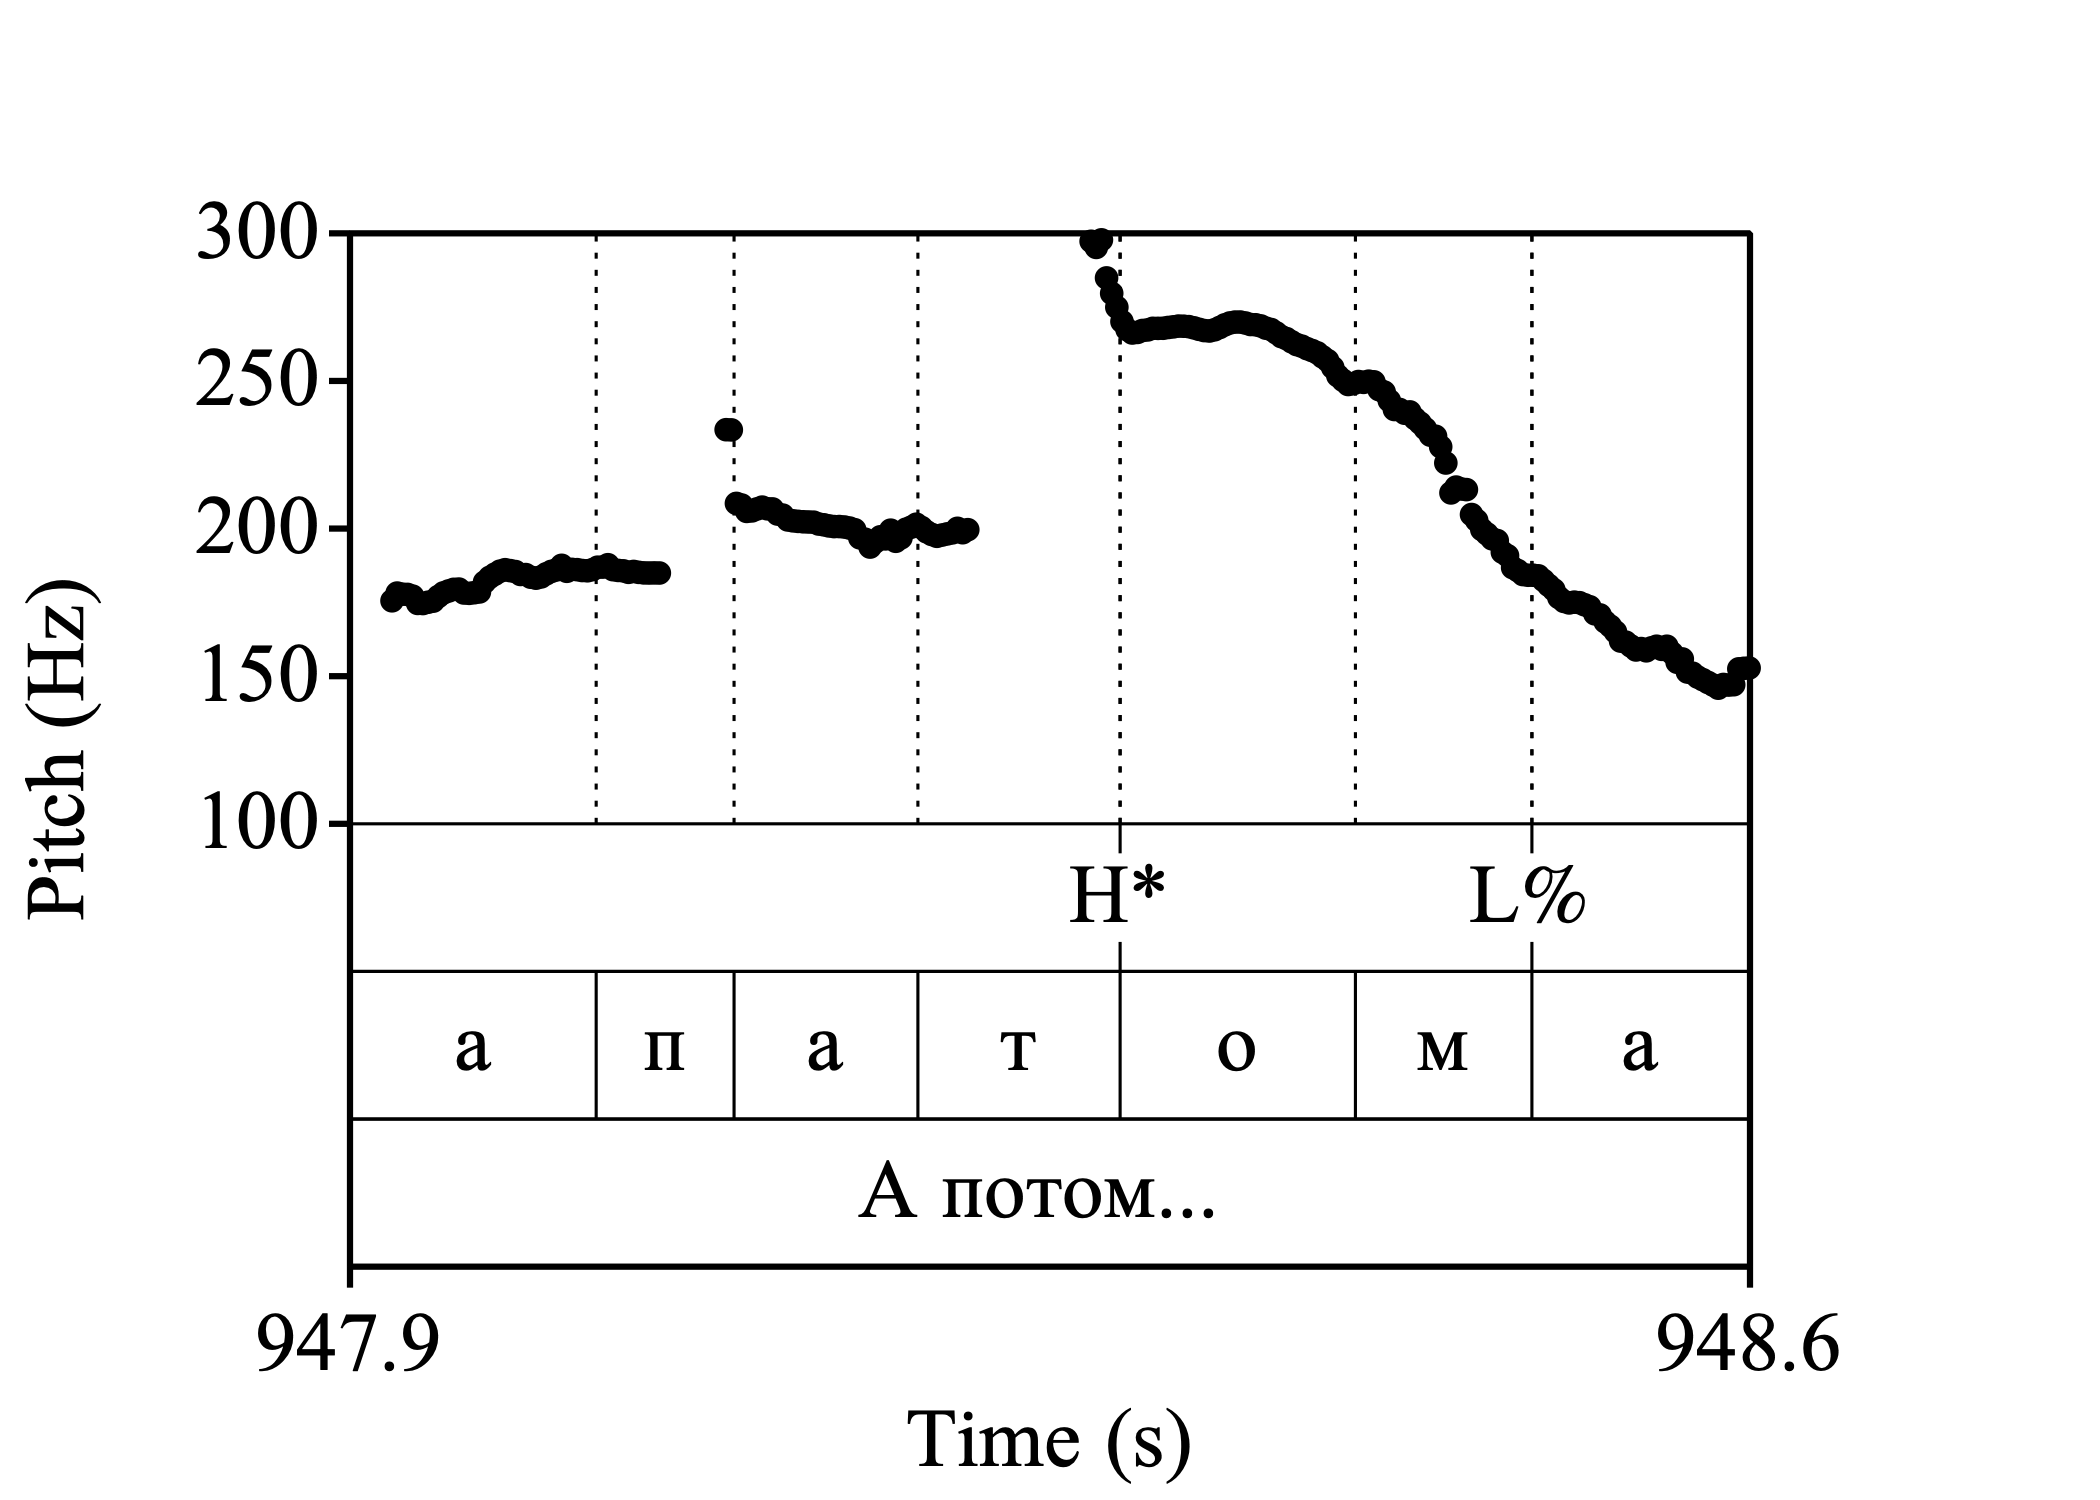 300
250
200
150
100
Pitch (Hz)
H* L%
а п а т о м а
А потом...
947.9 948.6
Time (s)